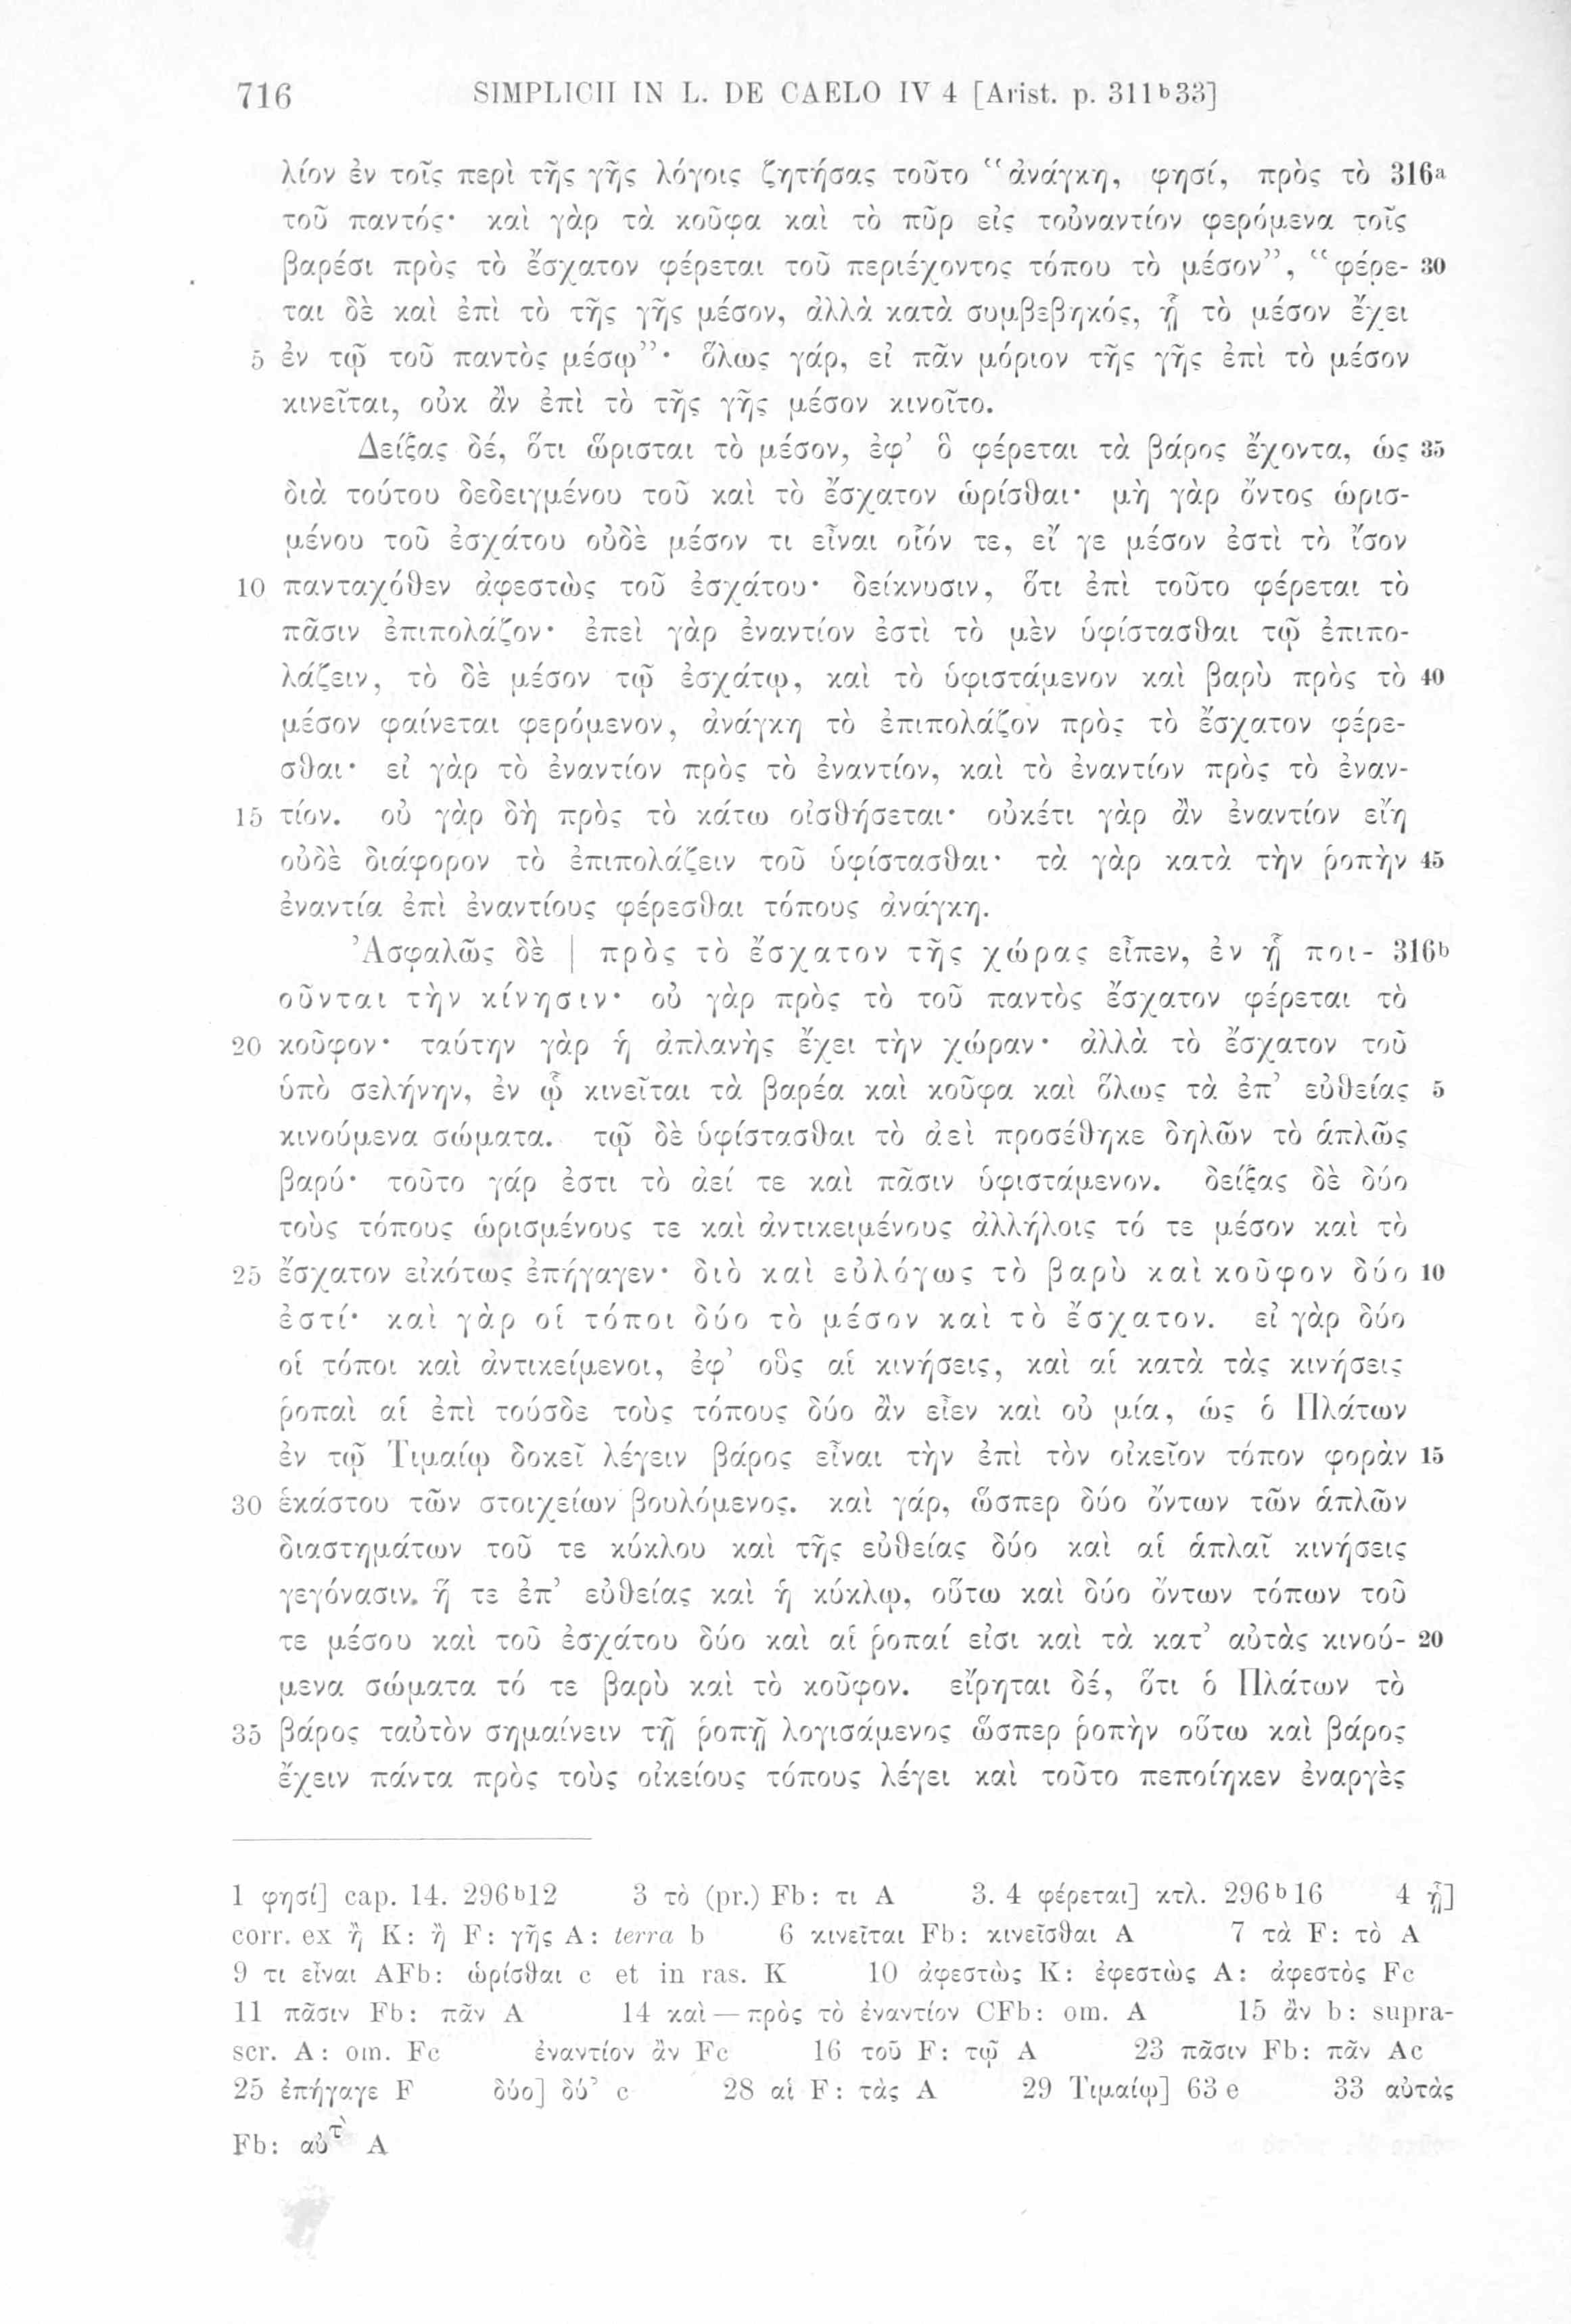 716 SIMPLICII IN L. DE CAELO IV 4 [Arist. p. 311ᵇ33]
λίον ἐν τοῖς περὶ τῆς γῆς λόγοις ζητήσας τοῦτο “ἀνάγκη, φησί, πρὸς τὸ 316ᵃ
τοῦ παντός· καὶ γὰρ τὰ κοῦφα καὶ τὸ πῦρ εἰς τοὐναντίον φερόμενα τοῖς
βαρέσι πρὸς τὸ ἔσχατον φέρεται τοῦ περιέχοντος τόπου τὸ μέσον”, “φέρε- 30
ται δὲ καὶ ἐπὶ τὸ τῆς γῆς μέσον, ἀλλὰ κατὰ συμβεβηκός, ᾗ τὸ μέσον ἔχει
5 ἐν τῷ τοῦ παντὸς μέσῳ”· ὅλως γάρ, εἰ πᾶν μόριον τῆς γῆς ἐπὶ τὸ μέσον
κινεῖται, οὐκ ἂν ἐπὶ τὸ τῆς γῆς μέσον κινοῖτο.
Δείξας δέ, ὅτι ὥρισται τὸ μέσον, ἐφ’ ὃ φέρεται τὰ βάρος ἔχοντα, ὡς 35
διὰ τούτου δεδειγμένου τοῦ καὶ τὸ ἔσχατον ὡρίσθαι· μὴ γὰρ ὄντος ὡρισ-
μένου τοῦ ἐσχάτου οὐδὲ μέσον τι εἶναι οἷόν τε, εἴ γε μέσον ἐστὶ τὸ ἴσον
10 πανταχόθεν ἀφεστὼς τοῦ ἐσχάτου· δείκνυσιν, ὅτι ἐπὶ τοῦτο φέρεται τὸ
πᾶσιν ἐπιπολάζον· ἐπεὶ γὰρ ἐναντίον ἐστὶ τὸ μὲν ὑφίστασθαι τῷ ἐπιπο-
λάζειν, τὸ δὲ μέσον τῷ ἐσχάτῳ, καὶ τὸ ὑφιστάμενον καὶ βαρὺ πρὸς τὸ 40
μέσον φαίνεται φερόμενον, ἀνάγκη τὸ ἐπιπολάζον πρὸς τὸ ἔσχατον φέρε-
σθαι· εἰ γὰρ τὸ ἐναντίον πρὸς τὸ ἐναντίον, καὶ τὸ ἐναντίον πρὸς τὸ ἐναν-
15 τίον. οὐ γὰρ δὴ πρὸς τὸ κάτω οἰσθήσεται· οὐκέτι γὰρ ἂν ἐναντίον εἴη
οὐδὲ διάφορον τὸ ἐπιπολάζειν τοῦ ὑφίστασθαι· τὰ γὰρ κατὰ τὴν ῥοπὴν 45
ἐναντία ἐπὶ ἐναντίους φέρεσθαι τόπους ἀνάγκη.
Ἀσφαλῶς δὲ | πρὸς τὸ ἔσχατον τῆς χώρας εἶπεν, ἐν ᾗ ποι- 316ᵇ
οῦνται τὴν κίνησιν· οὐ γὰρ πρὸς τὸ τοῦ παντὸς ἔσχατον φέρεται τὸ
20 κοῦφον· ταύτην γὰρ ἡ ἀπλανὴς ἔχει τὴν χώραν· ἀλλὰ τὸ ἔσχατον τοῦ
ὑπὸ σελήνην, ἐν ᾧ κινεῖται τὰ βαρέα καὶ κοῦφα καὶ ὅλως τὰ ἐπ’ εὐθείας 5
κινούμενα σώματα. τῷ δὲ ὑφίστασθαι τὸ ἀεὶ προσέθηκε δηλῶν τὸ ἁπλῶς
βαρύ· τοῦτο γάρ ἐστι τὸ ἀεί τε καὶ πᾶσιν ὑφιστάμενον. δείξας δὲ δύο
τοὺς τόπους ὡρισμένους τε καὶ ἀντικειμένους ἀλλήλοις τό τε μέσον καὶ τὸ
25 ἔσχατον εἰκότως ἐπήγαγεν· διὸ καὶ εὐλόγως τὸ βαρὺ καὶ κοῦφον δύο 10
ἐστί· καὶ γὰρ οἱ τόποι δύο τὸ μέσον καὶ τὸ ἔσχατον. εἰ γὰρ δύο
οἱ τόποι καὶ ἀντικείμενοι, ἐφ’ οὓς αἱ κινήσεις, καὶ αἱ κατὰ τὰς κινήσεις
ῥοπαὶ αἱ ἐπὶ τούσδε τοὺς τόπους δύο ἂν εἶεν καὶ οὐ μία, ὡς ὁ Πλάτων
ἐν τῷ Τιμαίῳ δοκεῖ λέγειν βάρος εἶναι τὴν ἐπὶ τὸν οἰκεῖον τόπον φορὰν 15
30 ἑκάστου τῶν στοιχείων βουλόμενος. καὶ γάρ, ὥσπερ δύο ὄντων τῶν ἁπλῶν
διαστημάτων τοῦ τε κύκλου καὶ τῆς εὐθείας δύο καὶ αἱ ἁπλαῖ κινήσεις
γεγόνασιν, ἥ τε ἐπ’ εὐθείας καὶ ἡ κύκλῳ, οὕτω καὶ δύο ὄντων τόπων τοῦ
τε μέσου καὶ τοῦ ἐσχάτου δύο καὶ αἱ ῥοπαί εἰσι καὶ τὰ κατ’ αὐτὰς κινού- 20
μενα σώματα τό τε βαρὺ καὶ τὸ κοῦφον. εἴρηται δέ, ὅτι ὁ Πλάτων τὸ
35 βάρος ταὐτὸν σημαίνειν τῇ ῥοπῇ λογισάμενος ὥσπερ ῥοπὴν οὕτω καὶ βάρος
ἔχειν πάντα πρὸς τοὺς οἰκείους τόπους λέγει καὶ τοῦτο πεποίηκεν ἐναργὲς
1 φησί] cap. 14. 296ᵇ12 3 τὸ (pr.) Fb: τι A 3. 4 φέρεται] κτλ. 296ᵇ16 4 ᾗ]
corr. ex ἢ K: ἢ F: γῆς A: terra b 6 κινεῖται Fb: κινεῖσθαι A 7 τὰ F: τὸ A
9 τι εἶναι AFb: ὡρίσθαι c et in ras. K 10 ἀφεστὼς K: ἐφεστὼς A: ἀφεστὸς Fc
11 πᾶσιν Fb: πᾶν A 14 καὶ — πρὸς τὸ ἐναντίον CFb: om. A 15 ἂν b: supra-
scr. A: om. Fc ἐναντίον ἂν Fc 16 τοῦ F: τῷ A 23 πᾶσιν Fb: πᾶν Ac
25 ἐπήγαγε F δύο] δύ’ c 28 αἱ F: τὰς A 29 Τιμαίῳ] 63 e 33 αὐτὰς
Fb: αὐτ̀ A